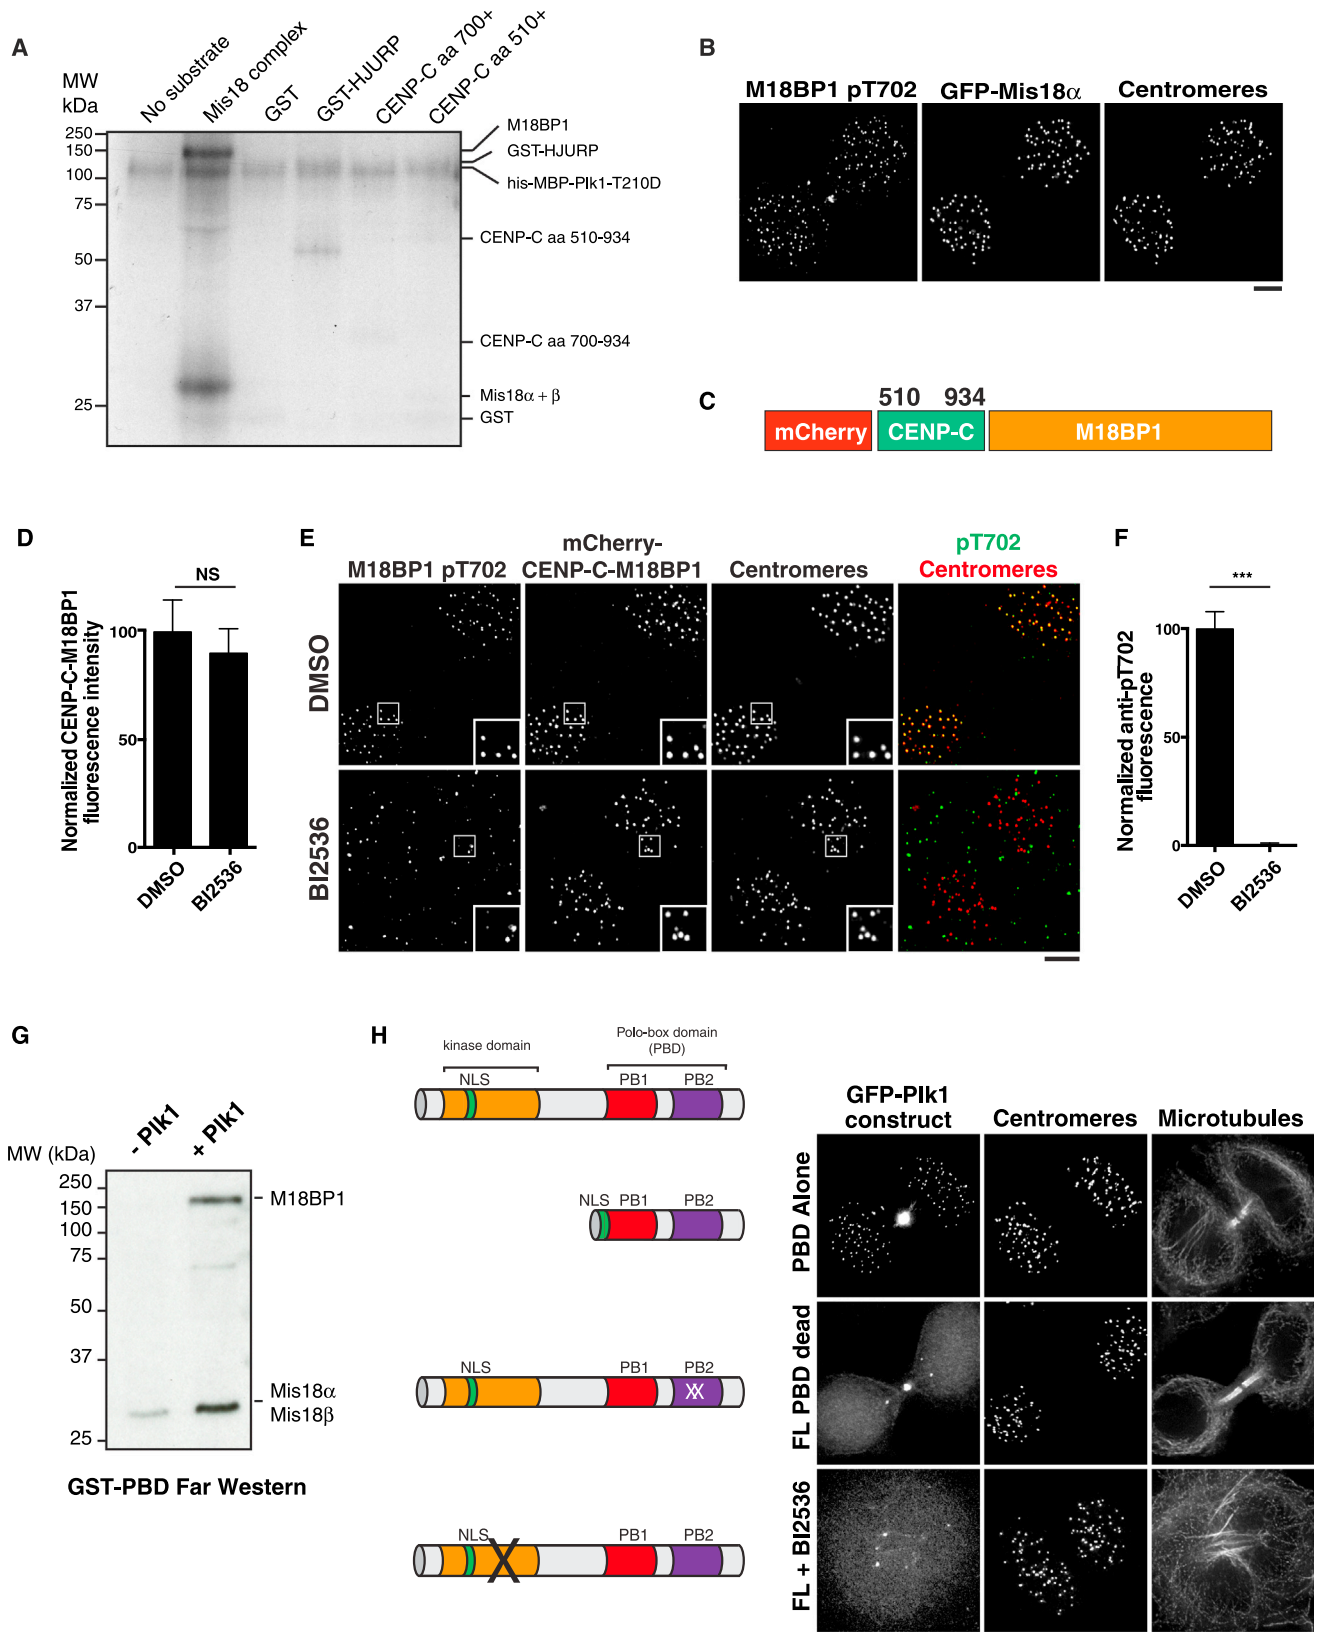 A
MW
kDa
No substrate
Mis18 complex
GST
GST-HJURP
CENP-C aa 700+
CENP-C aa 510+
250
150
100
75
50
37
25
M18BP1
GST-HJURP
his-MBP-Plk1-T210D
CENP-C aa 510-934
CENP-C aa 700-934
Mis18α + β
GST
B
M18BP1 pT702
GFP-Mis18α
Centromeres
C
510
934
mCherry
CENP-C
M18BP1
D
NS
Normalized CENP-C-M18BP1
fluorescence intensity
100
50
0
DMSO
BI2536
E
M18BP1 pT702
mCherry-
CENP-C-M18BP1
Centromeres
pT702
Centromeres
DMSO
BI2536
F
***
Normalized anti-pT702
fluorescence
100
50
0
DMSO
BI2536
G
- Plk1
+ Plk1
MW (kDa)
250
150
100
75
50
37
25
M18BP1
Mis18α
Mis18β
GST-PBD Far Western
H
kinase domain
Polo-box domain
(PBD)
NLS
PB1
PB2
NLS
PB1
PB2
NLS
PB1
PB2
XX
NLS
PB1
PB2
X
GFP-Plk1
construct
Centromeres
Microtubules
PBD Alone
FL PBD dead
FL + BI2536